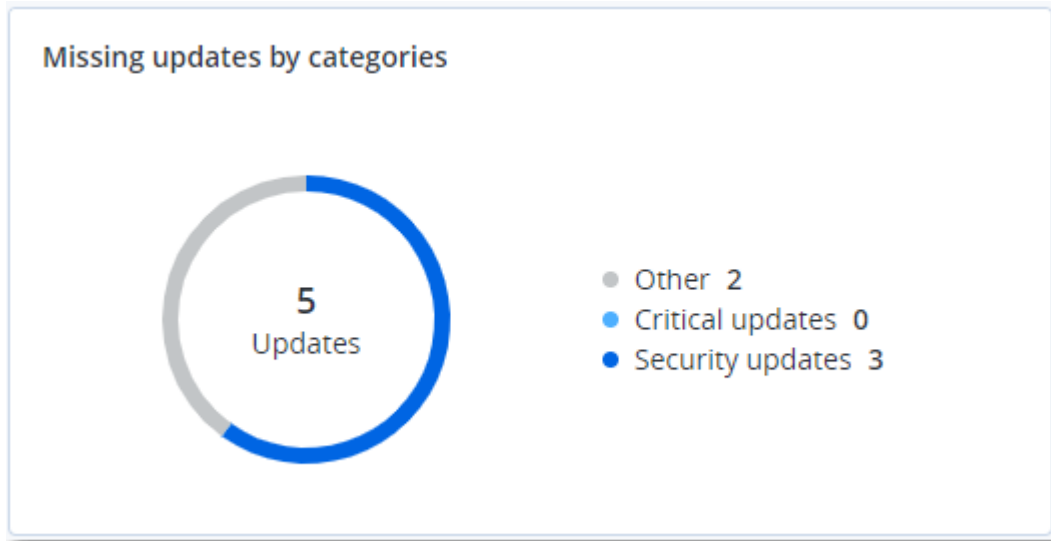 Missing updates by categories
5
Updates
Other 2
Critical updates 0
Security updates 3